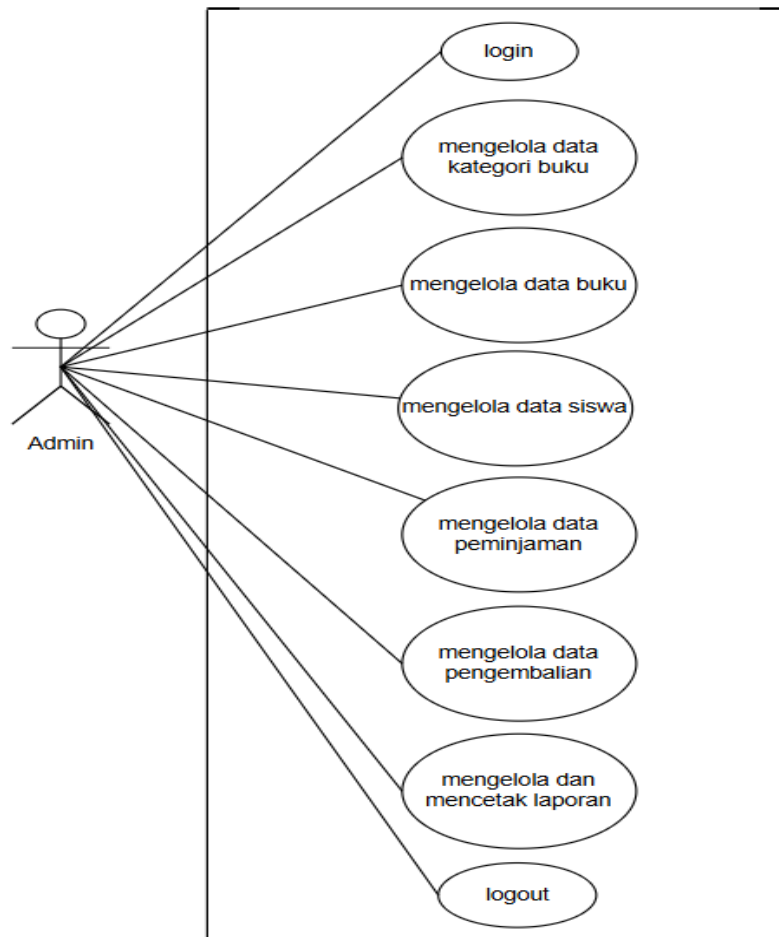 login
mengelola data
kategori buku
mengelola data buku
mengelola data siswa
Admin
mengelola data
peminjaman
mengelola data
pengembalian
mengelola dan
mencetak laporan
logout